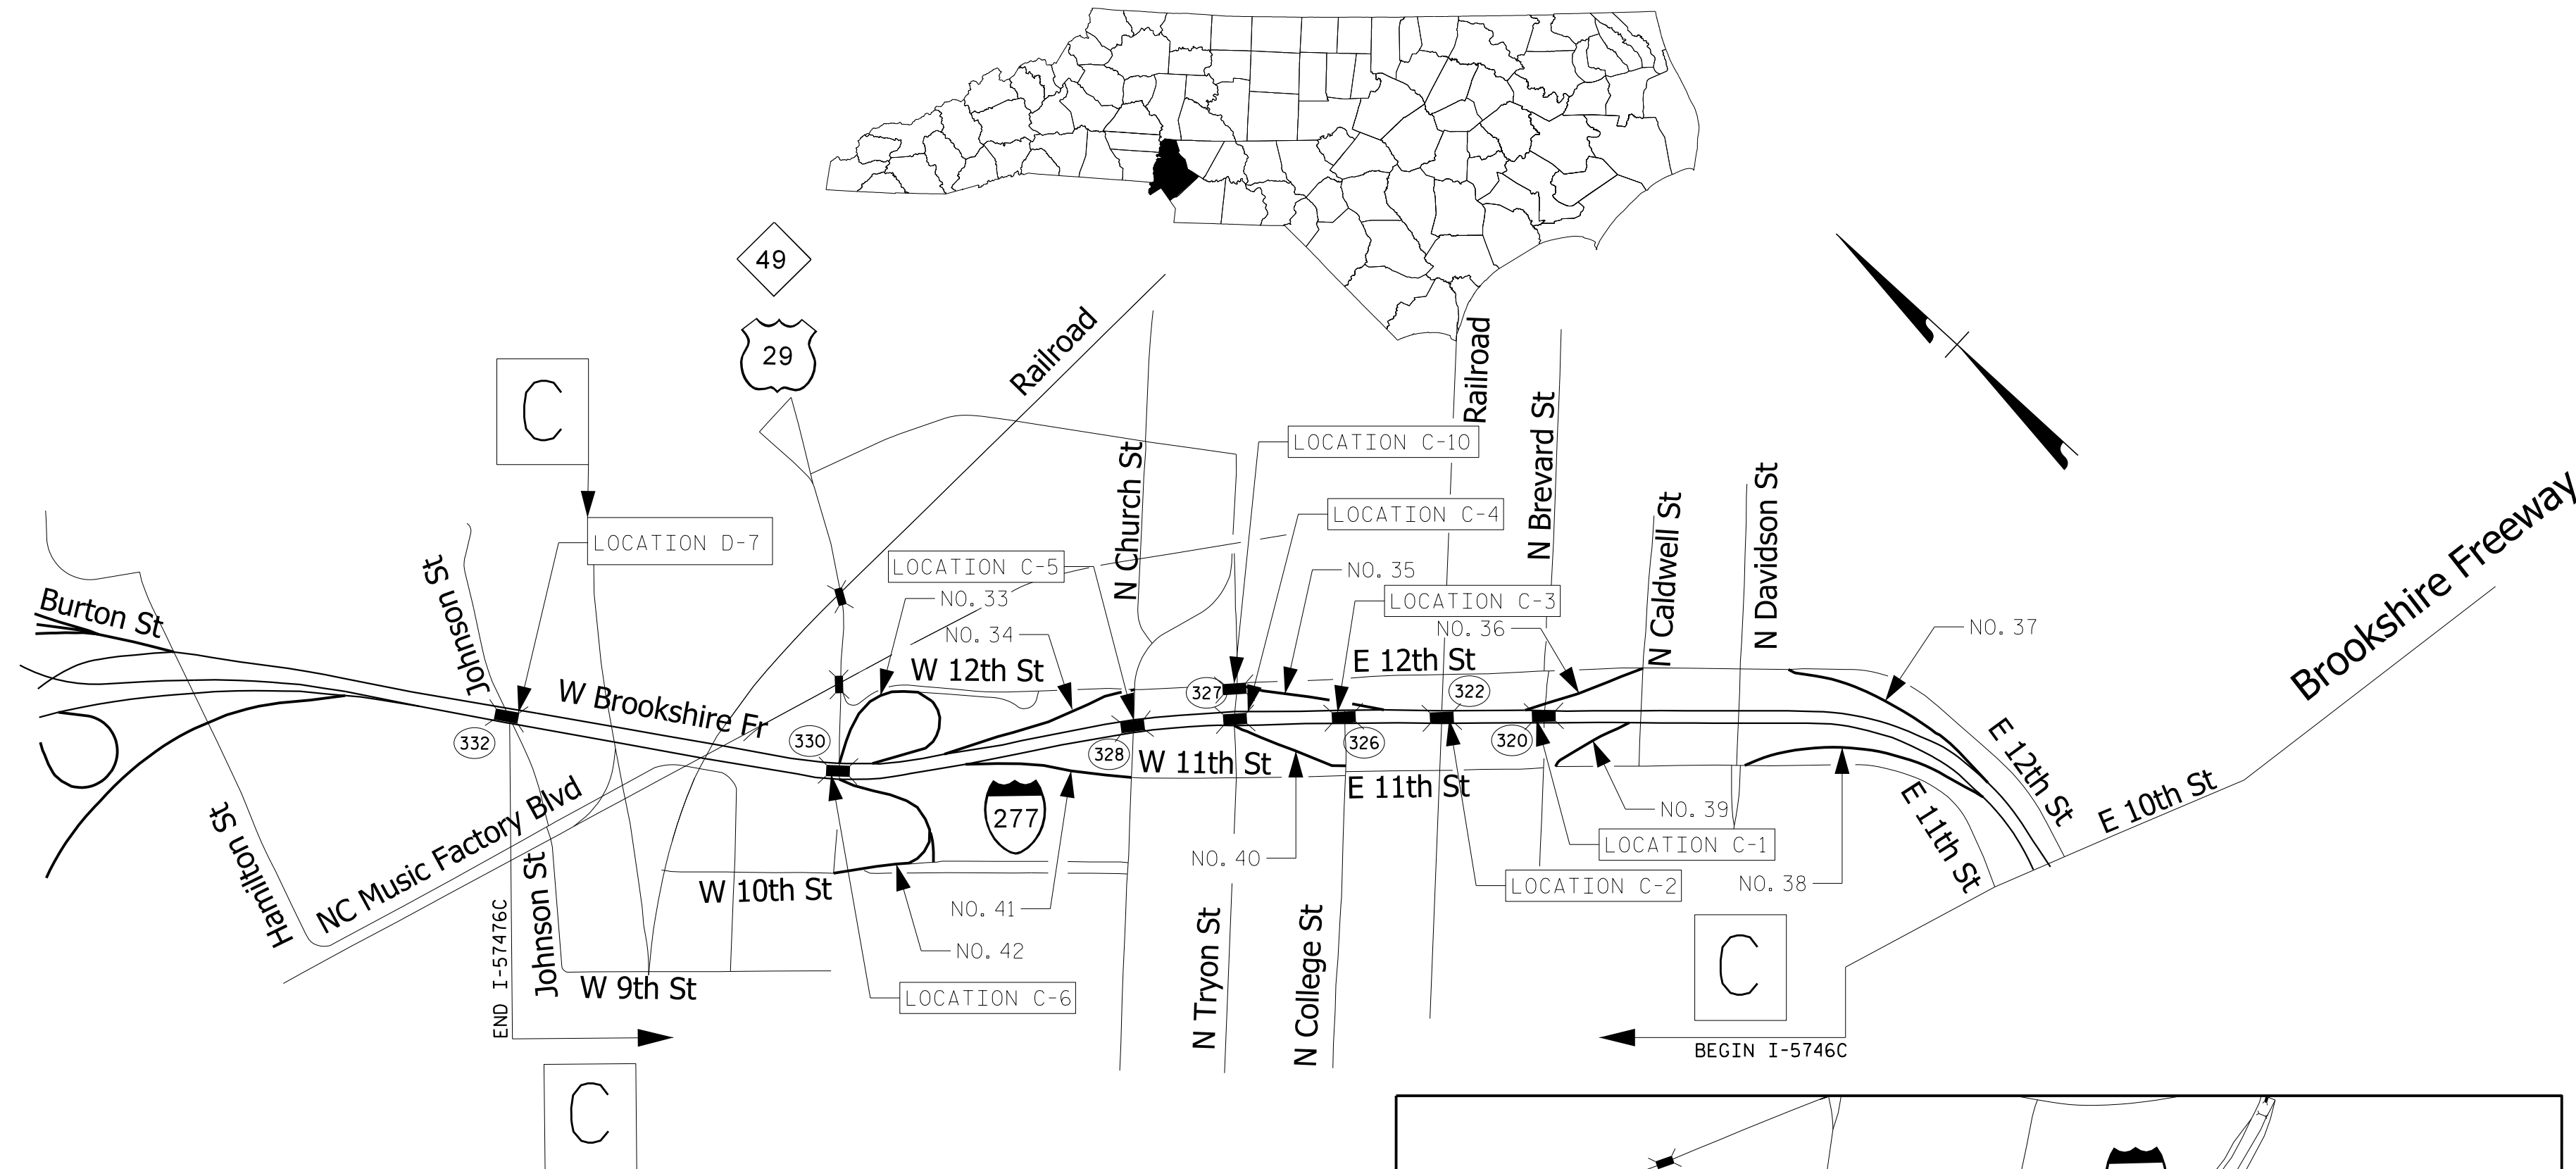 49
29
Railroad
Railroad
C
LOCATION C-10
LOCATION C-4
LOCATION D-7
LOCATION C-5
NO. 35
LOCATION C-3
NO. 33
NO. 34
NO. 36
NO. 37
N Church St
N Brevard St
N Caldwell St
N Davidson St
Brookshire Freeway
Burton St
Johnson St
W Brookshire Fr
W 12th St
E 12th St
327
322
332
330
328
326
320
W 11th St
E 11th St
277
E 12th St
E 11th St
E 10th St
Hamilton St
NC Music Factory Blvd
Johnson St
W 10th St
W 9th St
NO. 39
LOCATION C-1
NO. 40
LOCATION C-2
NO. 38
NO. 41
NO. 42
LOCATION C-6
N Tryon St
N College St
END I-57476C
C
BEGIN I-5746C
C